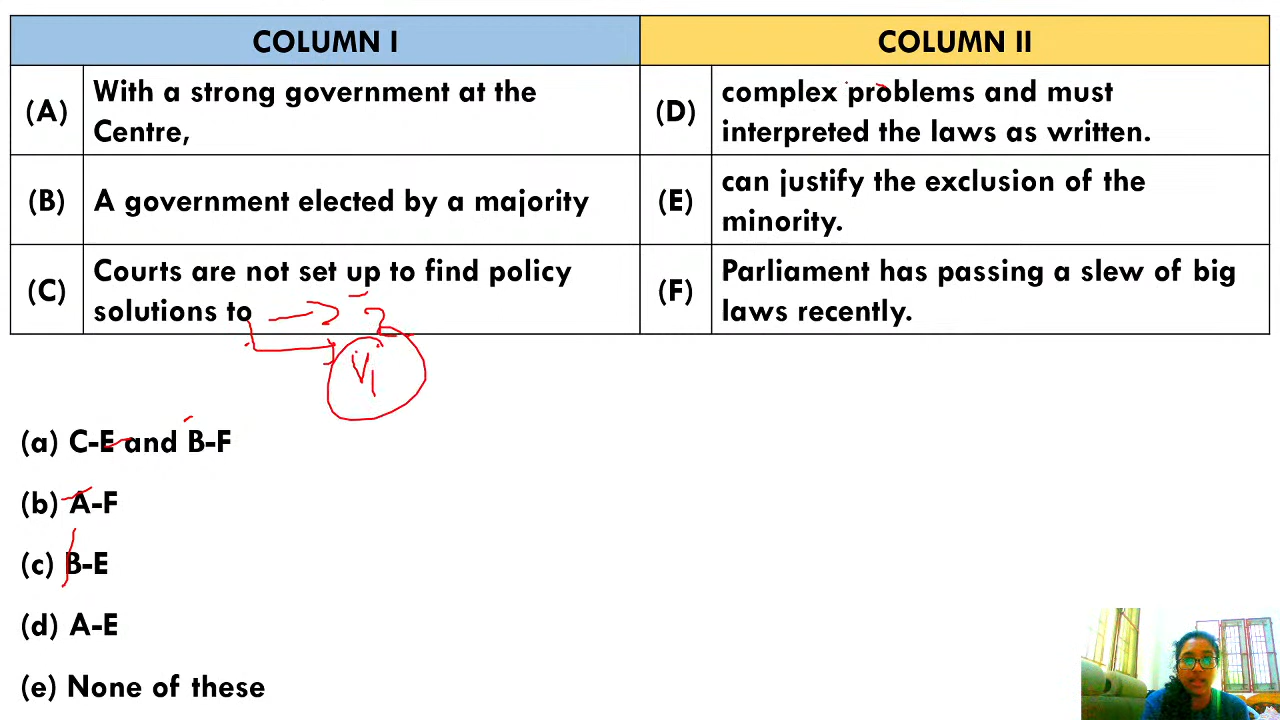 COLUMN I
COLUMN II
(A)
With a strong government at the
Centre,
(D)
complex problems and must
interpreted the laws as written.
(B)
A government elected by a majority
(E)
can justify the exclusion of the
minority.
(C)
Courts are not set up to find policy
solutions to
(F)
Parliament has passing a slew of big
laws recently.
V1
(a) C-E and B-F
(b) A-F
(c) B-E
(d) A-E
(e) None of these